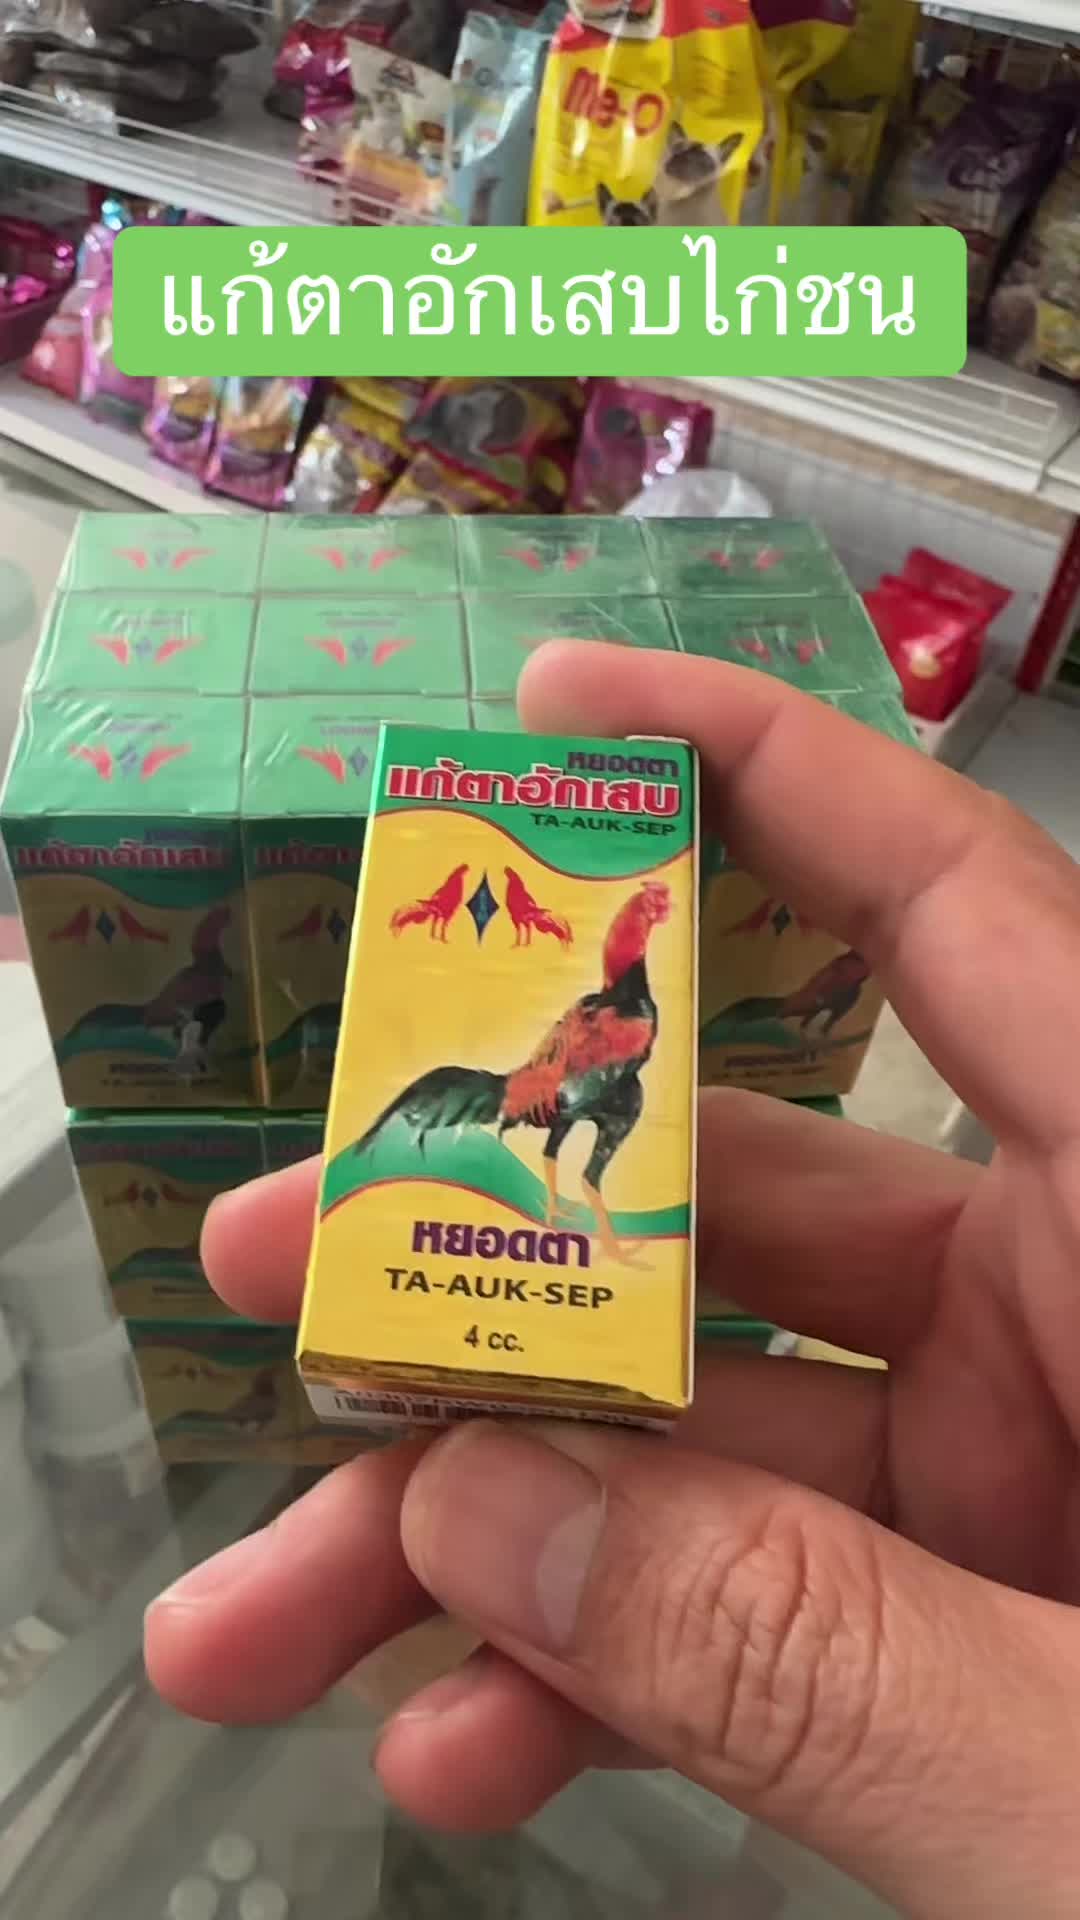 Me-O
แก้ตาอักเสบไก่ชน
หยอดตา
แก้ตาอักเสบ
TA-AUK-SEP
หยอดตา
TA-AUK-SEP
4 cc.